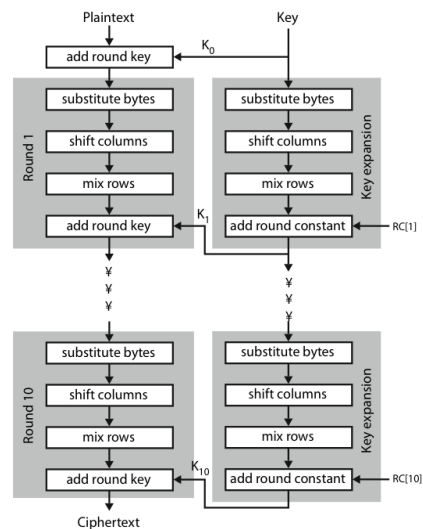 Plaintext
Key
K0
add round key
Round 1
substitute bytes
shift columns
mix rows
add round key
K1
Key expansion
substitute bytes
shift columns
mix rows
add round constant
RC[1]
¥
¥
¥
¥
¥
¥
Round 10
substitute bytes
shift columns
mix rows
add round key
K10
Key expansion
substitute bytes
shift columns
mix rows
add round constant
RC[10]
Ciphertext